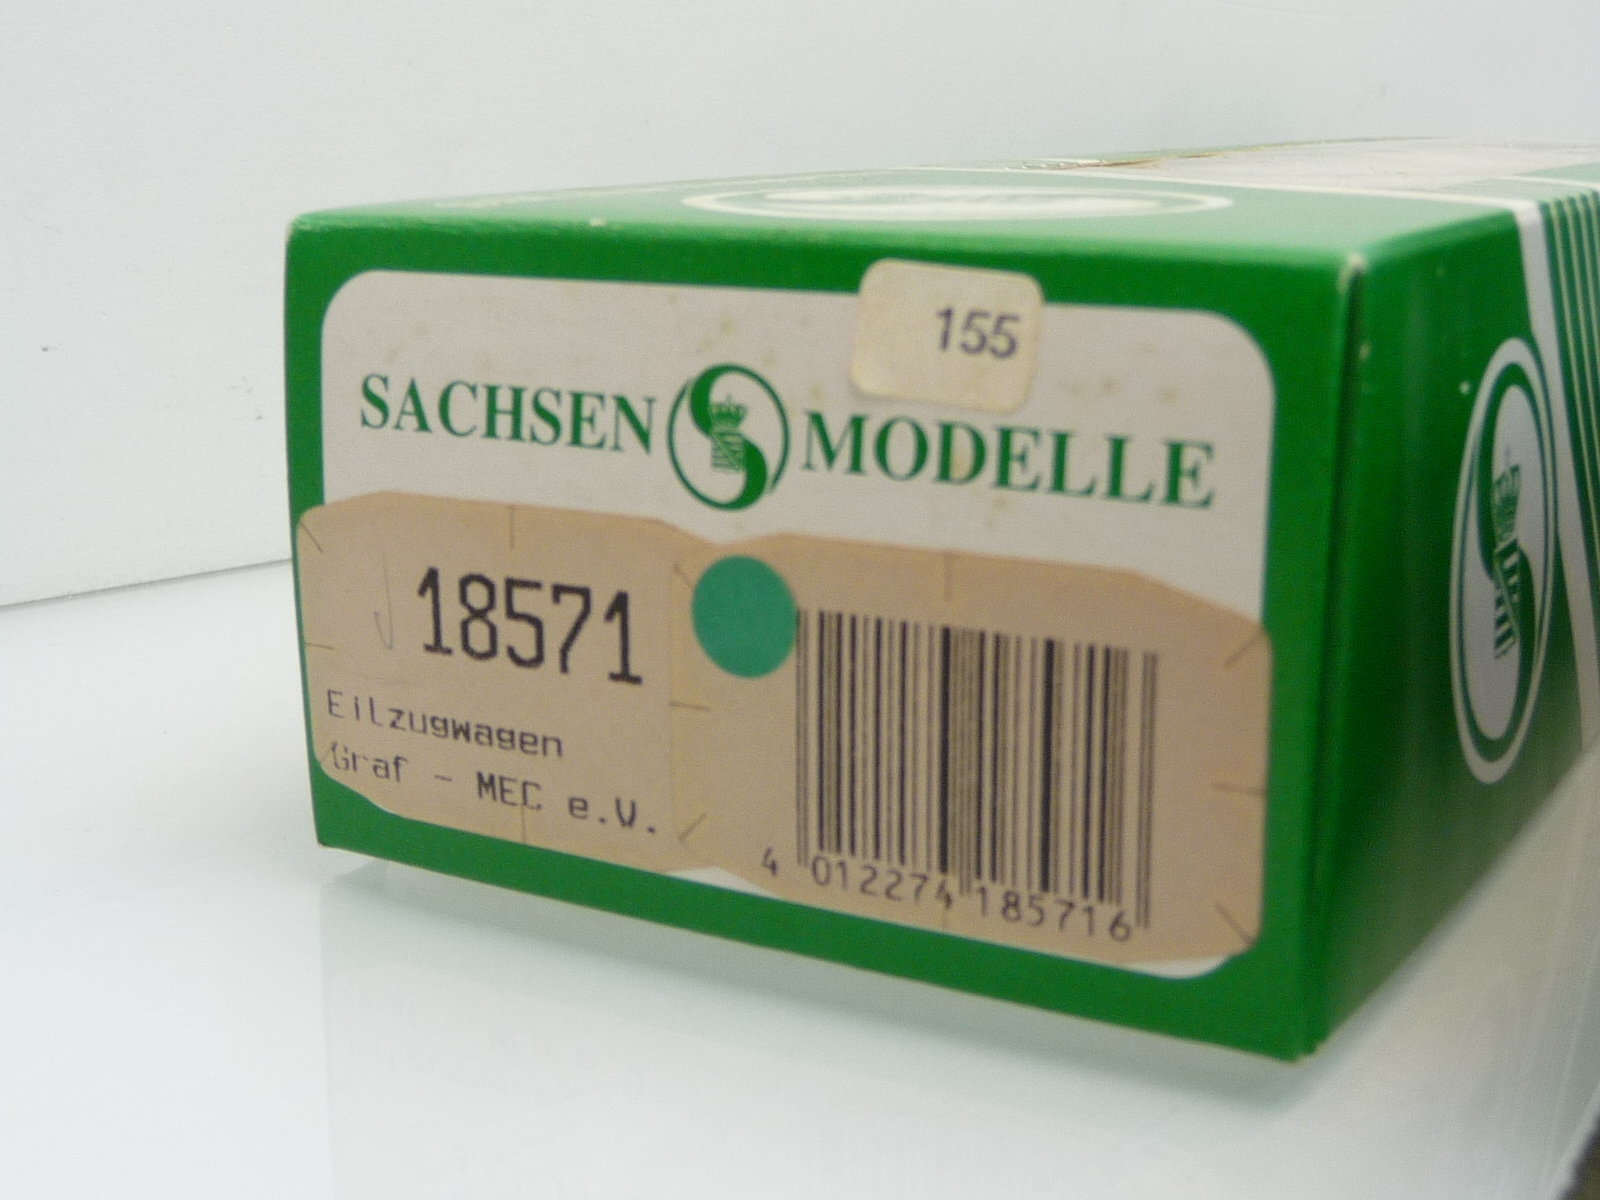 155
SACHSEN MODELLE
18571
Eilzugwagen
Graf - MEC e.V.
4 012274 185716